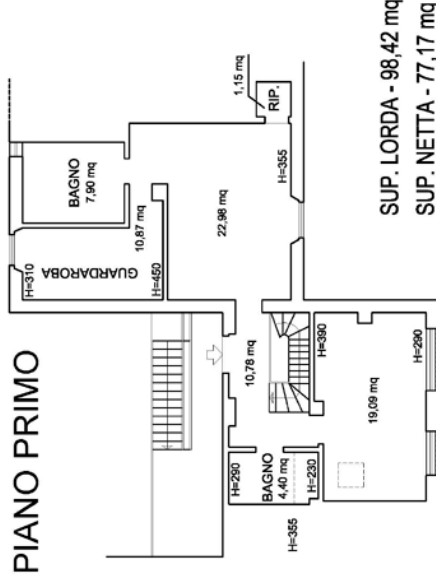 PIANO PRIMO
H=310
GUARDAROBA
H=450
BAGNO
7,90 mq
10,87 mq
1,15 mq
RIP.
22,98 mq
H=355
10,78 mq
H=290
BAGNO
4,40 mq
H=230
H=355
H=390
19,09 mq
H=290
SUP. LORDA - 98,42 mq
SUP. NETTA - 77,17 mq